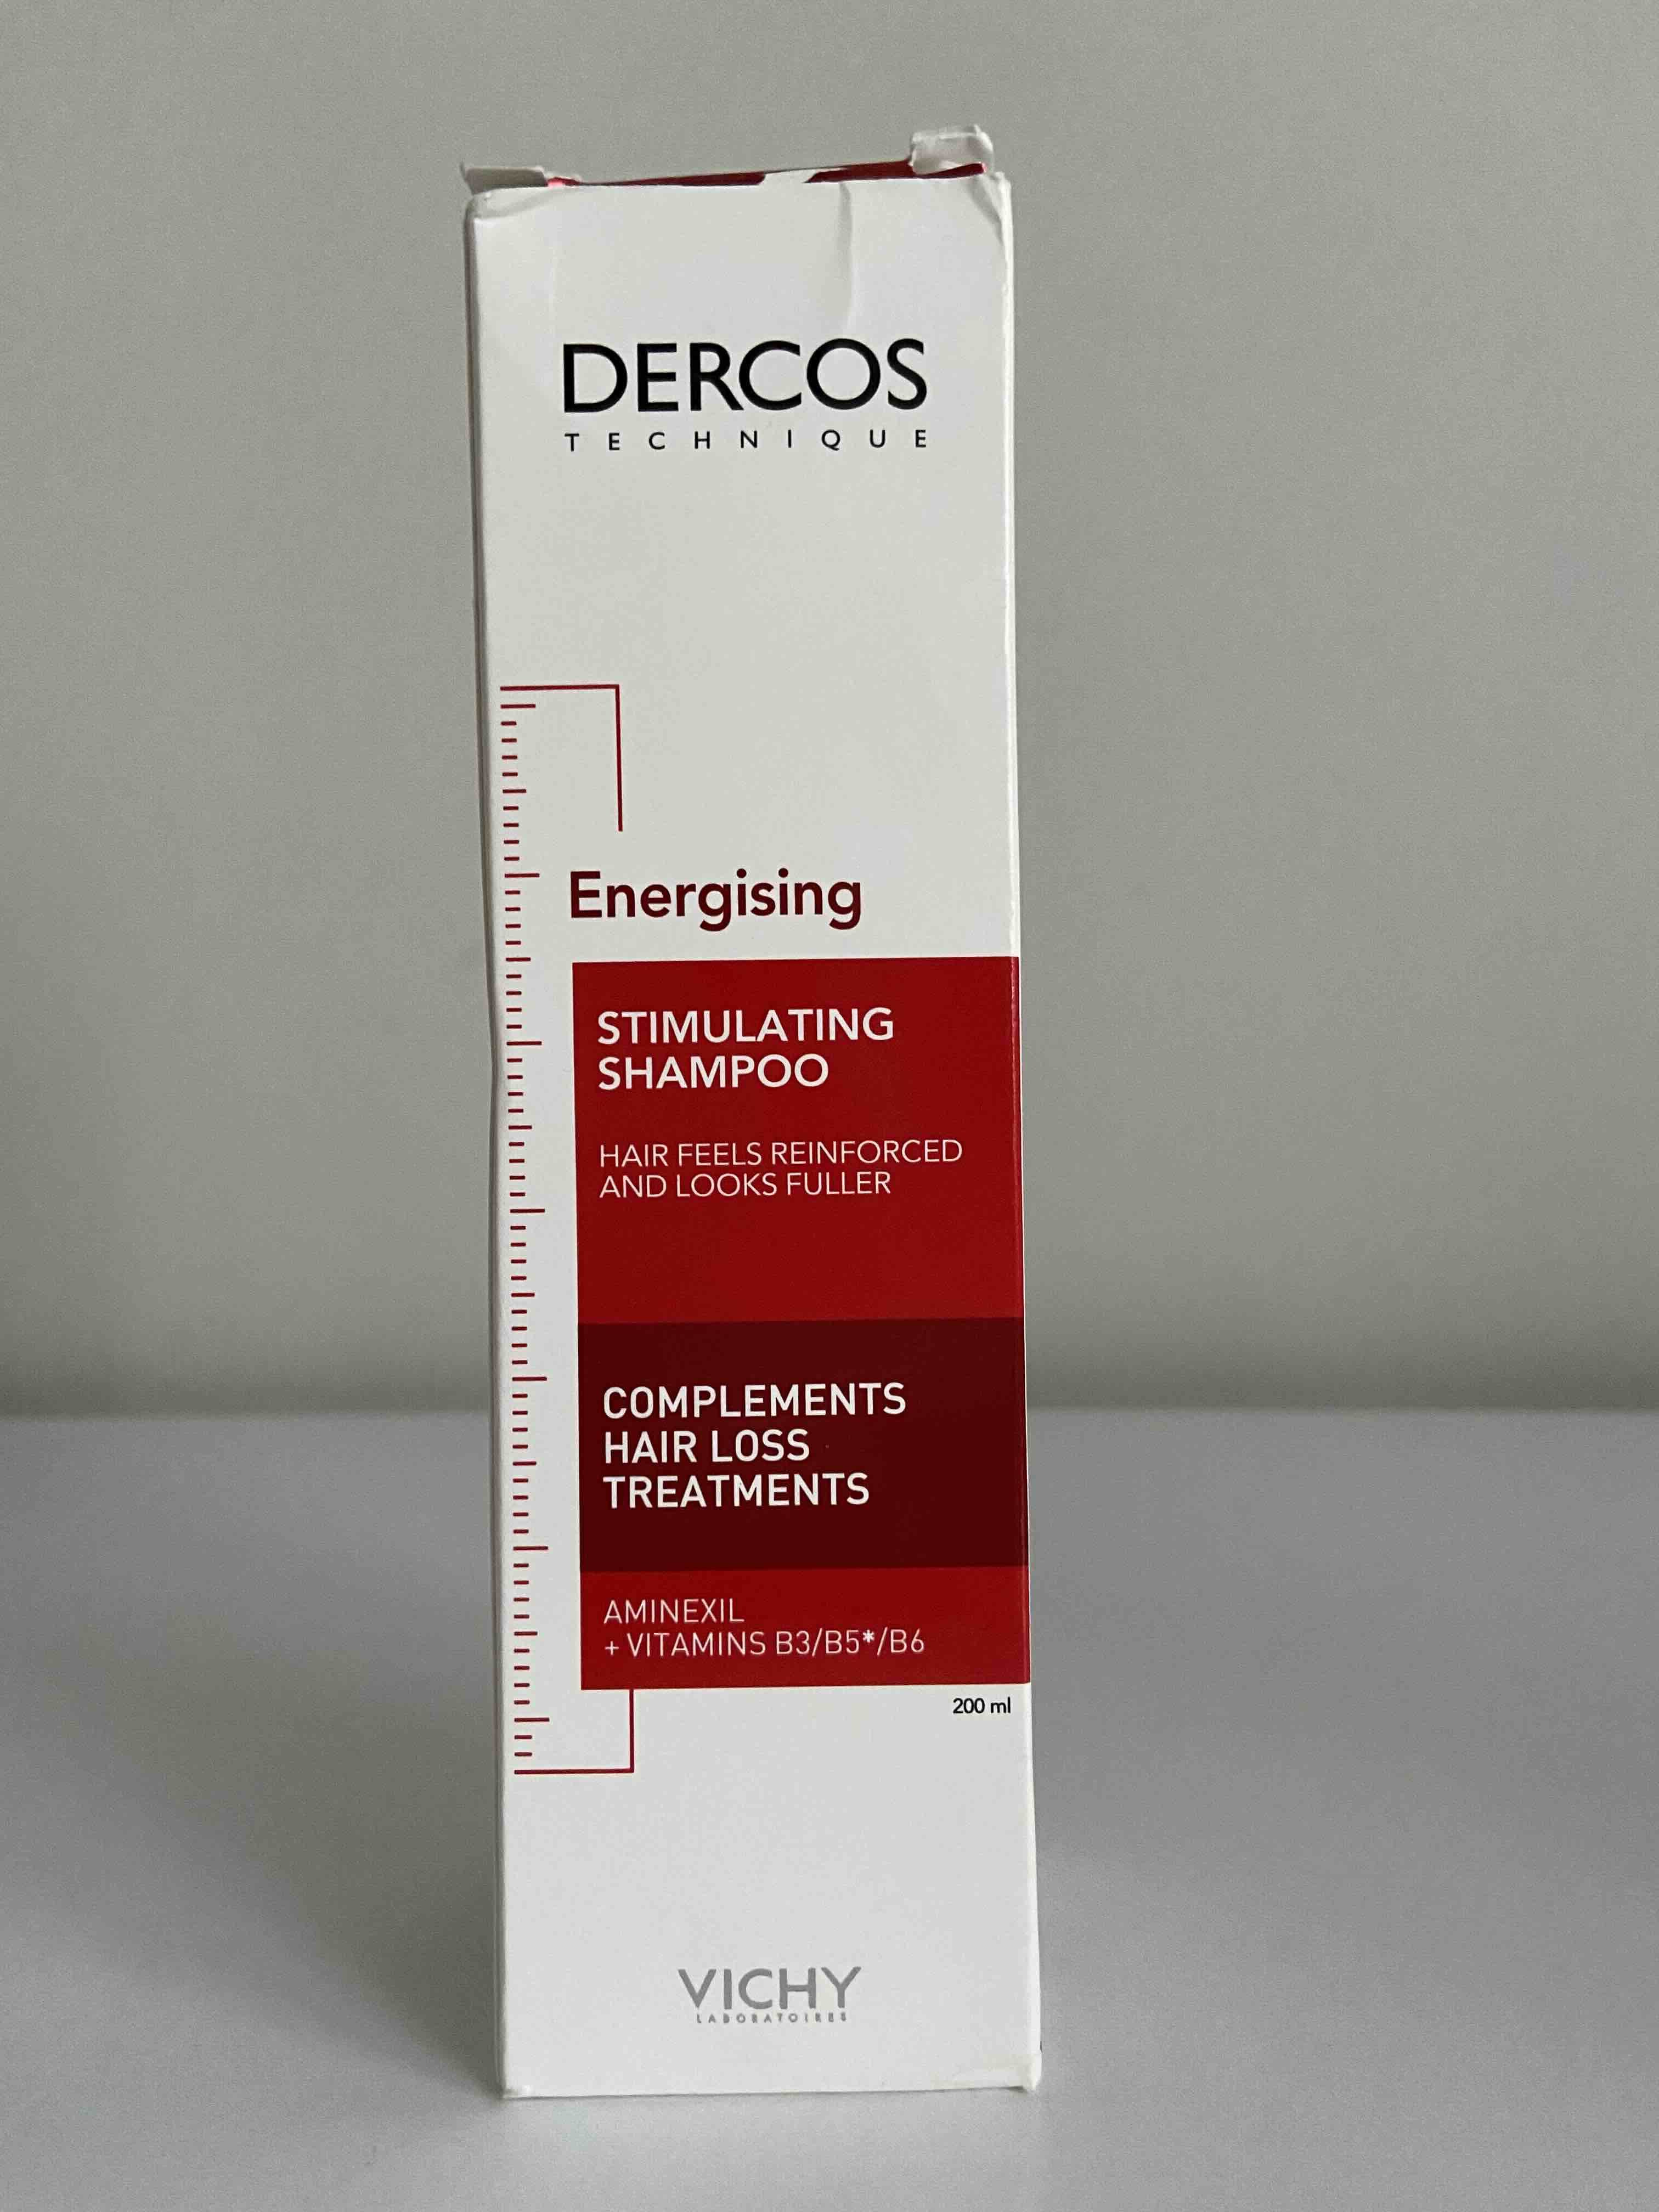 DERCOS
TECHNIQUE
Energising
STIMULATING
SHAMPOO
HAIR FEELS REINFORCED
AND LOOKS FULLER
COMPLEMENTS
HAIR LOSS
TREATMENTS
AMINEXIL
+ VITAMINS B3/B5*/B6
200 ml
VICHY
LABORATOIRES